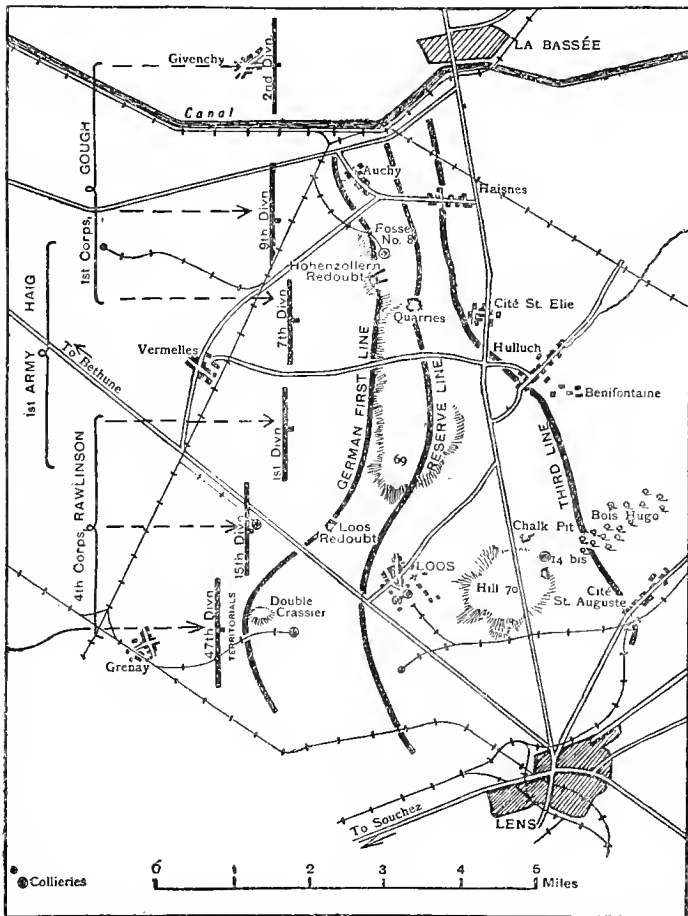 LA BASSÉE
Givenchy
2nd Divn.
Canal
GOUGH
1st Corps,
Auchy
Haisnes
9th Divn.
Fosse
No. 8
Hohenzollern
Redoubt
HAIG
1st ARMY
7th Divn.
Cité St. Elie
Quarries
To Bethune
Vermelles
Hulluch
Benifontaine
GERMAN FIRST LINE
RESERVE LINE
THIRD LINE
1st Divn.
69
4th Corps, RAWLINSON
Loos
Redoubt
Chalk Pit
Bois Hugo
15th Divn.
LOOS
14 bis
Hill 70
Cité
St. Auguste
Double
Crassier
47th Divn.
TERRITORIALS
Grenay
To Souchez
LENS
Collieries
0 1 2 3 4 5
Miles